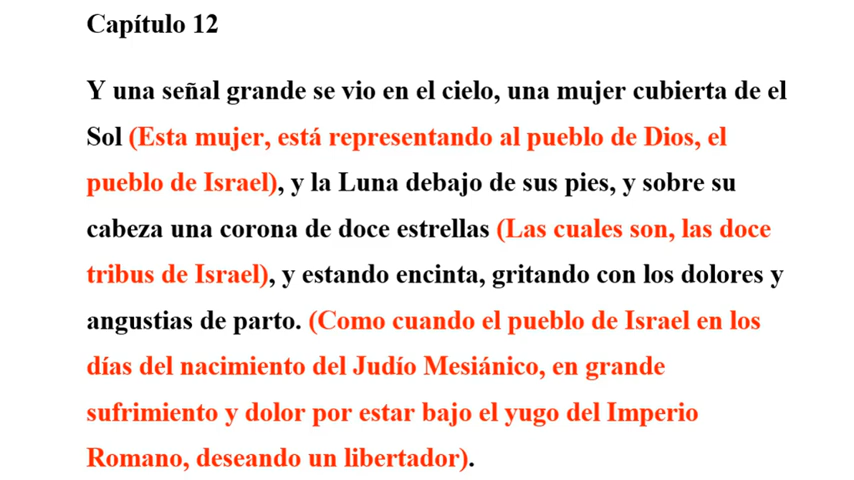 Capítulo 12
Y una señal grande se vio en el cielo, una mujer cubierta de el
Sol (Esta mujer, está representando al pueblo de Dios, el
pueblo de Israel), y la Luna debajo de sus pies, y sobre su
cabeza una corona de doce estrellas (Las cuales son, las doce
tribus de Israel), y estando encinta, gritando con los dolores y
angustias de parto. (Como cuando el pueblo de Israel en los
días del nacimiento del Judío Mesiánico, en grande
sufrimiento y dolor por estar bajo el yugo del Imperio
Romano, deseando un libertador).